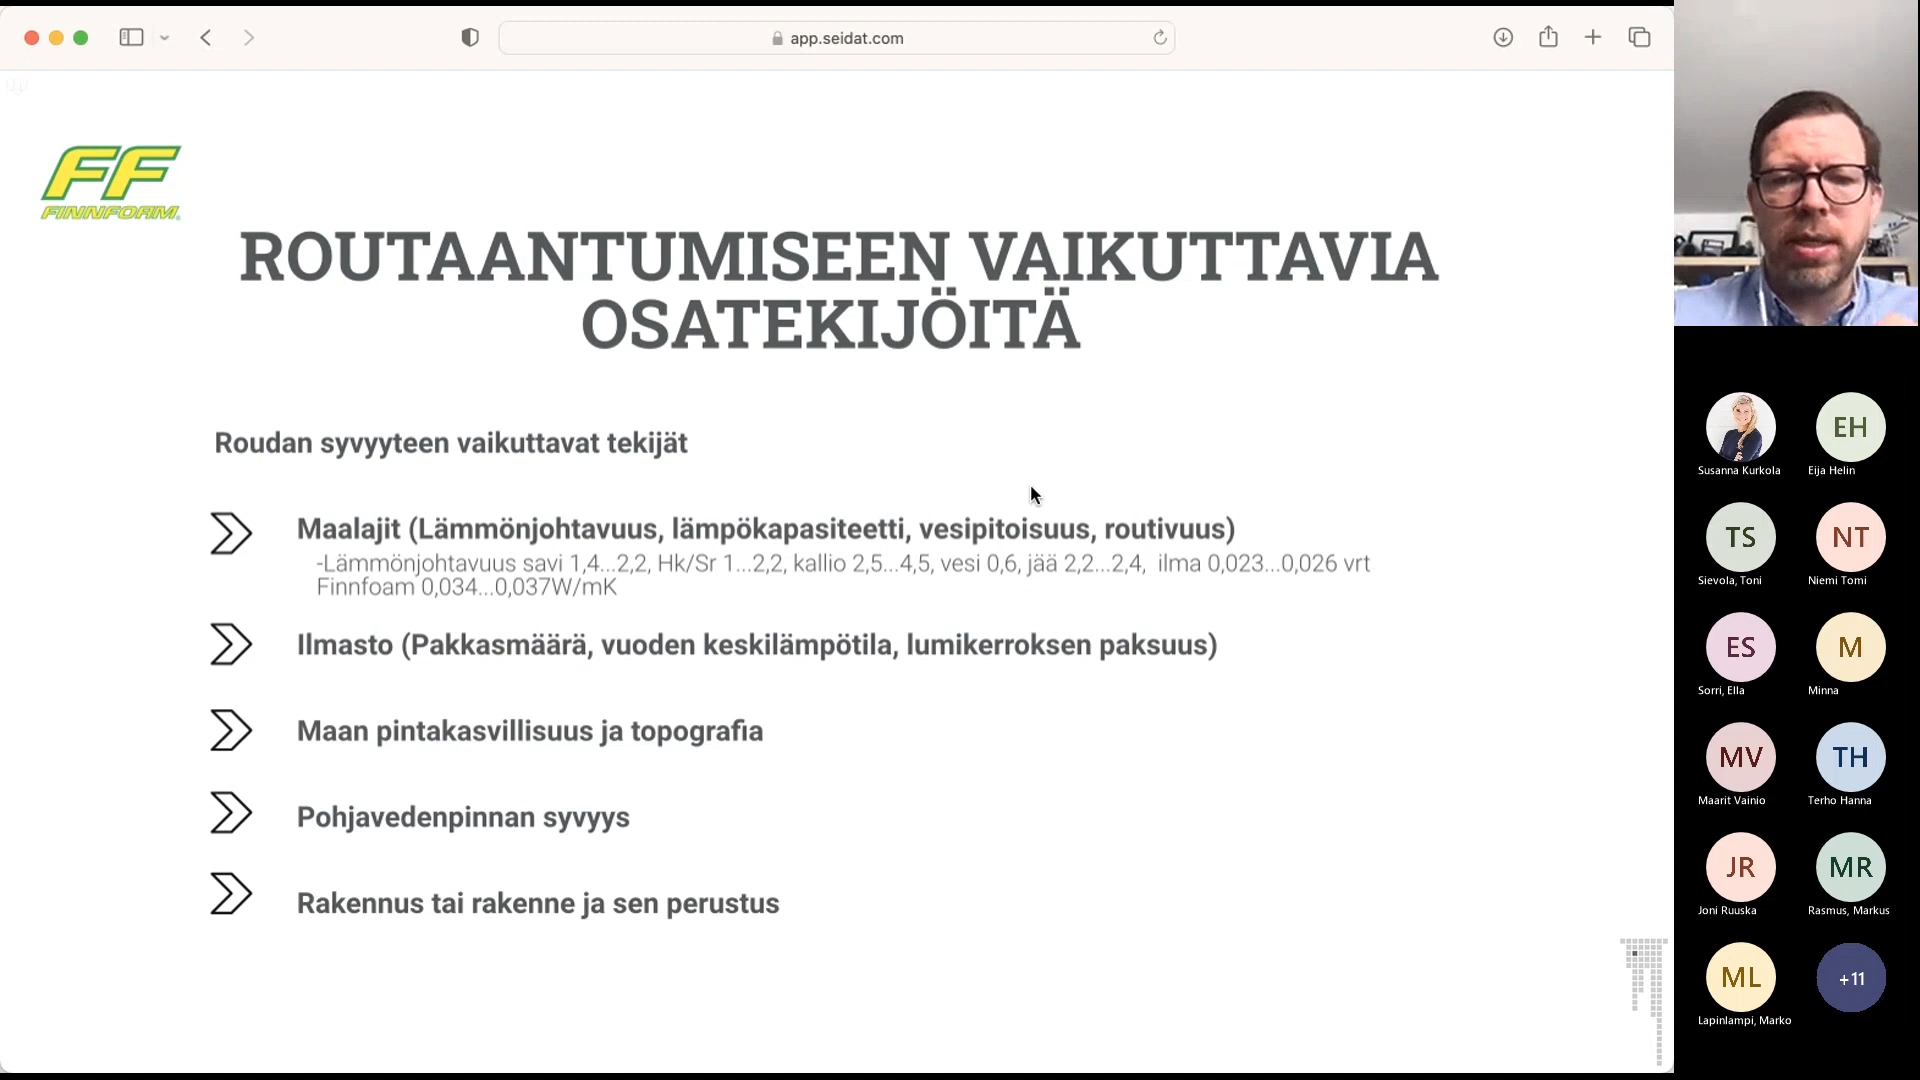 app.seidat.com
FF
FINNFOAM
ROUTAANTUMISEEN VAIKUTTAVIA
OSATEKIJÖITÄ
Roudan syvyyteen vaikuttavat tekijät
Maalajit (Lämmönjohtavuus, lämpökapasiteetti, vesipitoisuus, routivuus)
-Lämmönjohtavuus savi 1,4...2,2, Hk/Sr 1...2,2, kallio 2,5...4,5, vesi 0,6, jää 2,2...2,4, ilma 0,023...0,026 vrt
Finnfoam 0,034...0,037W/mK
Ilmasto (Pakkasmäärä, vuoden keskilämpötila, lumikerroksen paksuus)
Maan pintakasvillisuus ja topografia
Pohjavedenpinnan syvyys
Rakennus tai rakenne ja sen perustus
Susanna Kurkola
EH
Eija Helin
TS
Sievola, Toni
NT
Niemi Tomi
ES
Sorri, Ella
M
Minna
MV
Maarit Vainio
TH
Terho Hanna
JR
Joni Ruuska
MR
Rasmus, Markus
ML
Lapinlampi, Marko
+11